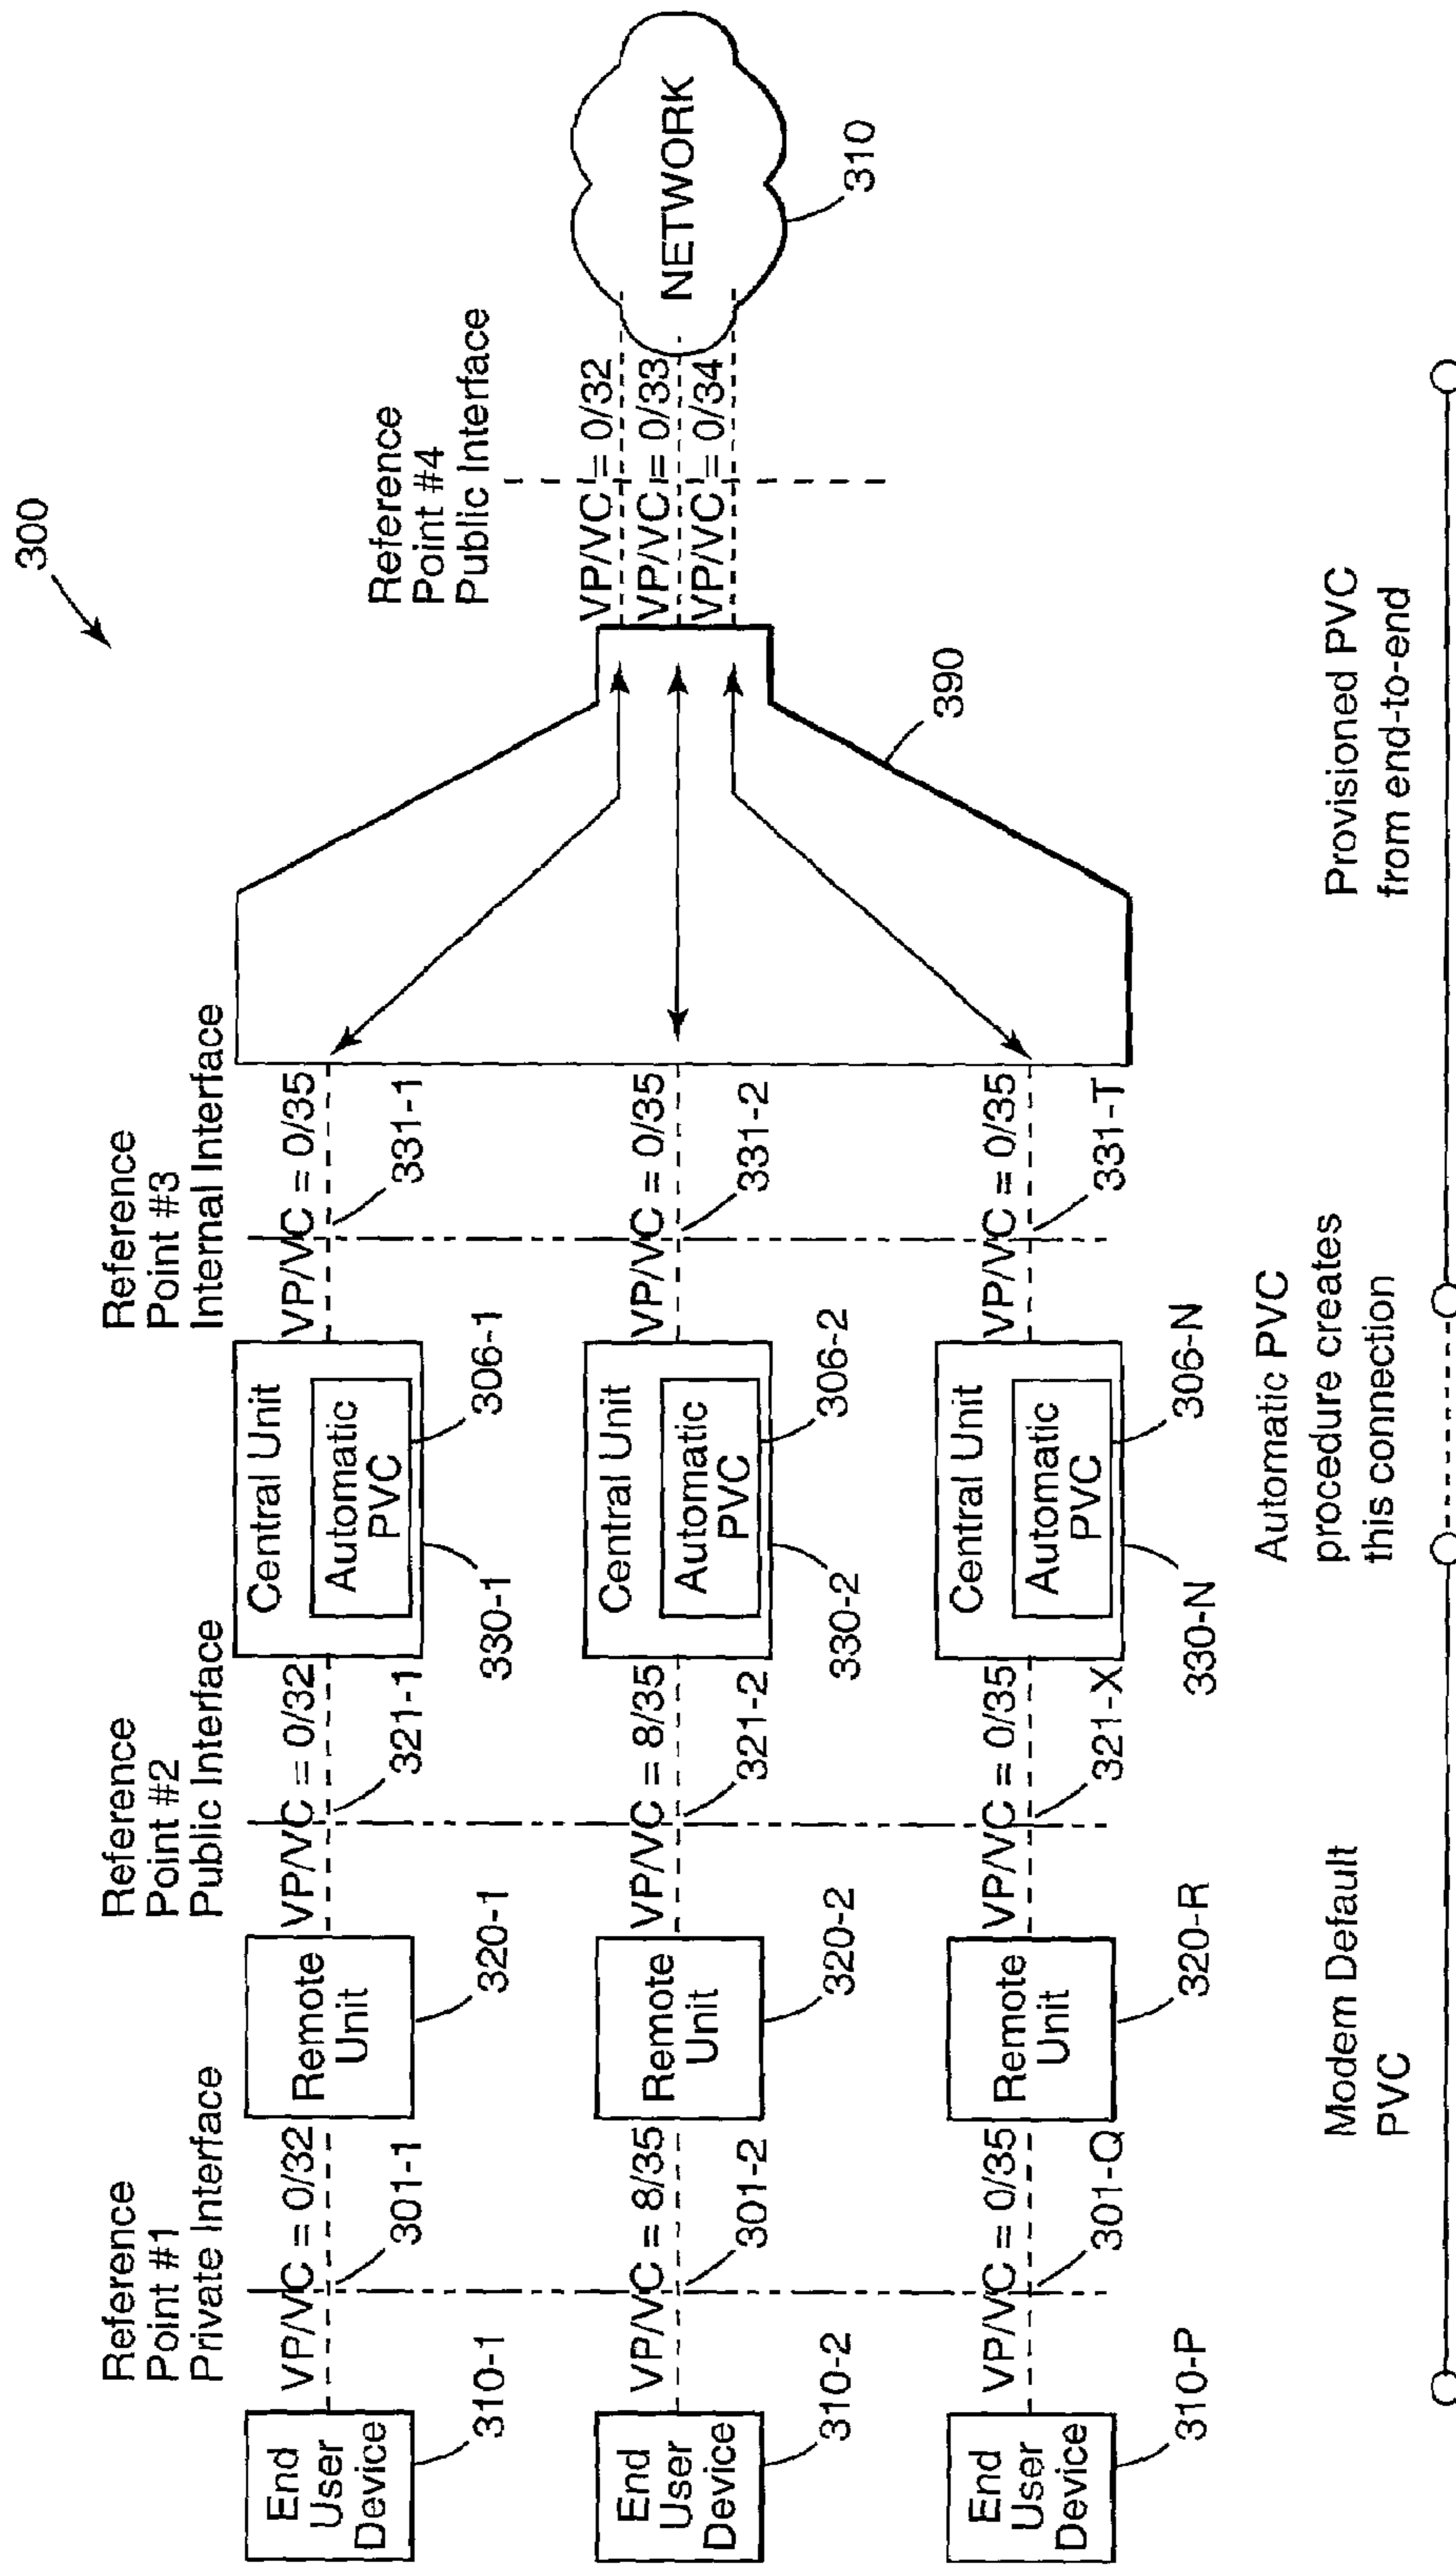 300
Reference
Point #1
Private Interface
Reference
Point #2
Public Interface
Reference
Point #3
Internal Interface
Reference
Point #4
Public Interface
End
User
Device
310-1
VP/VC = 0/32
301-1
Remote
Unit
320-1
VP/VC = 0/32
321-1
Central Unit
Automatic
PVC
330-1
306-1
VP/VC = 0/35
331-1
End
User
Device
310-2
VP/VC = 8/35
301-2
Remote
Unit
320-2
VP/VC = 8/35
321-2
Central Unit
Automatic
PVC
330-2
306-2
VP/VC = 0/35
331-2
End
User
Device
310-P
VP/VC = 0/35
301-Q
Remote
Unit
320-R
VP/VC = 0/35
321-X
Central Unit
Automatic
PVC
330-N
306-N
VP/VC = 0/35
331-T
390
VP/VC = 0/32
VP/VC = 0/33
VP/VC = 0/34
NETWORK
310
Modem Default
PVC
Automatic PVC
procedure creates
this connection
Provisioned PVC
from end-to-end